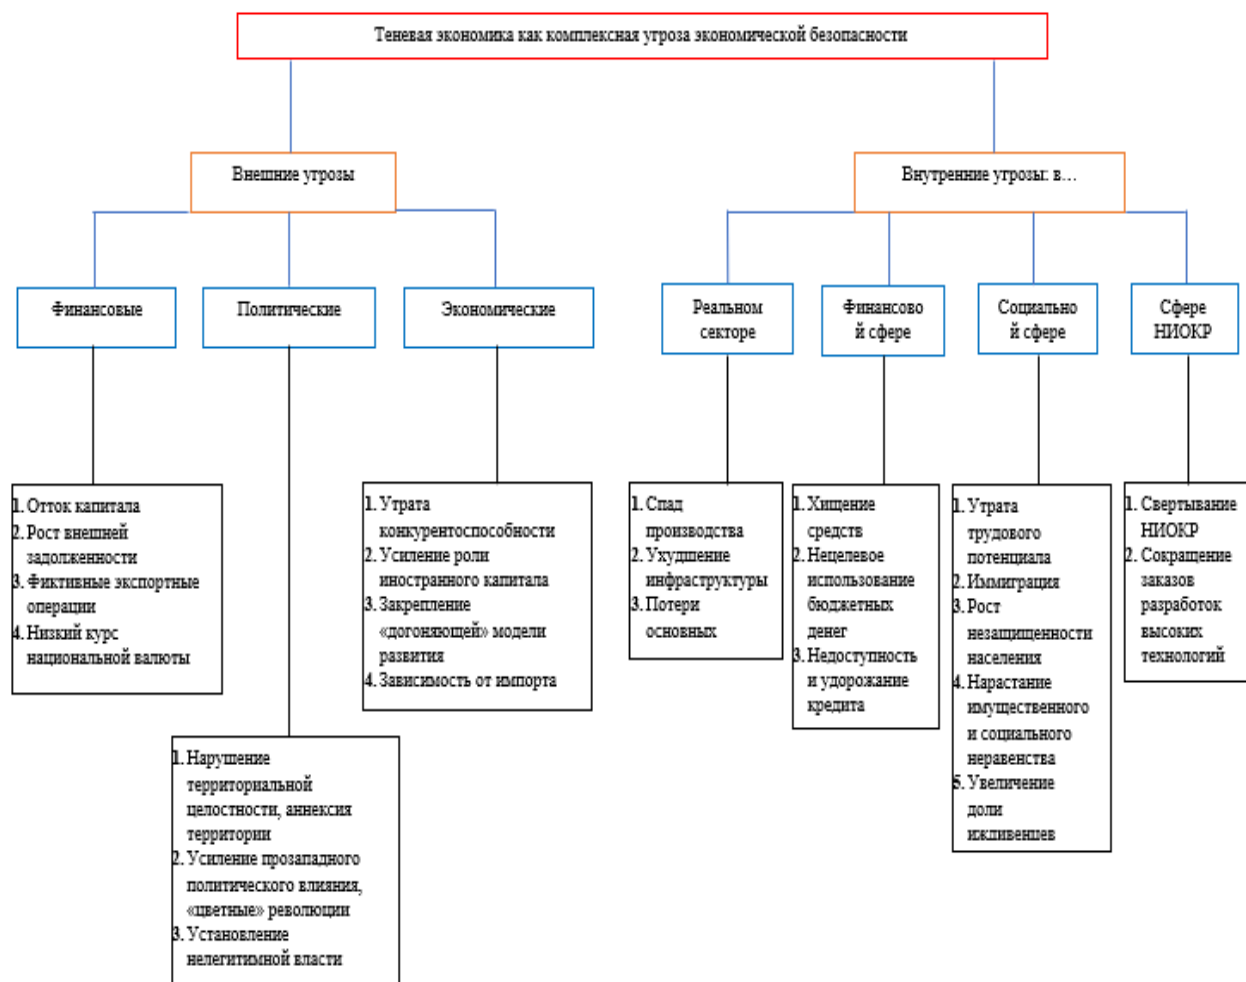 Теневая экономика как комплексная угроза экономической безопасности
Внешние угрозы
Внутренние угрозы: в…
Финансовые
Политические
Экономические
Реальном
секторе
Финансово
й сфере
Социально
й сфере
Сфере
НИОКР
1. Отток капитала
2. Рост внешней
задолженности
3. Фиктивные экспортные
операции
4. Низкий курс
национальной валюты
1. Нарушение
территориальной
целостности, аннексия
территории
2. Усиление прозападного
политического влияния,
«цветные» революции
3. Установление
нелегитимной власти
1. Утрата
конкурентоспособности
2. Усиление роли
иностранного капитала
3. Закрепление
«догоняющей» модели
развития
4. Зависимость от импорта
1. Спад
производства
2. Ухудшение
инфраструктуры
3. Потери
основных
1. Хищение
средств
2. Нецелевое
использование
бюджетных
денег
3. Недоступность
и удорожание
кредита
1. Утрата
трудового
потенциала
2. Иммиграция
3. Рост
незащищенности
населения
4. Нарастание
имущественного
и социального
неравенства
5. Увеличение
доли
иждивенцев
1. Свертывание
НИОКР
2. Сокращение
заказов
разработок
высоких
технологий